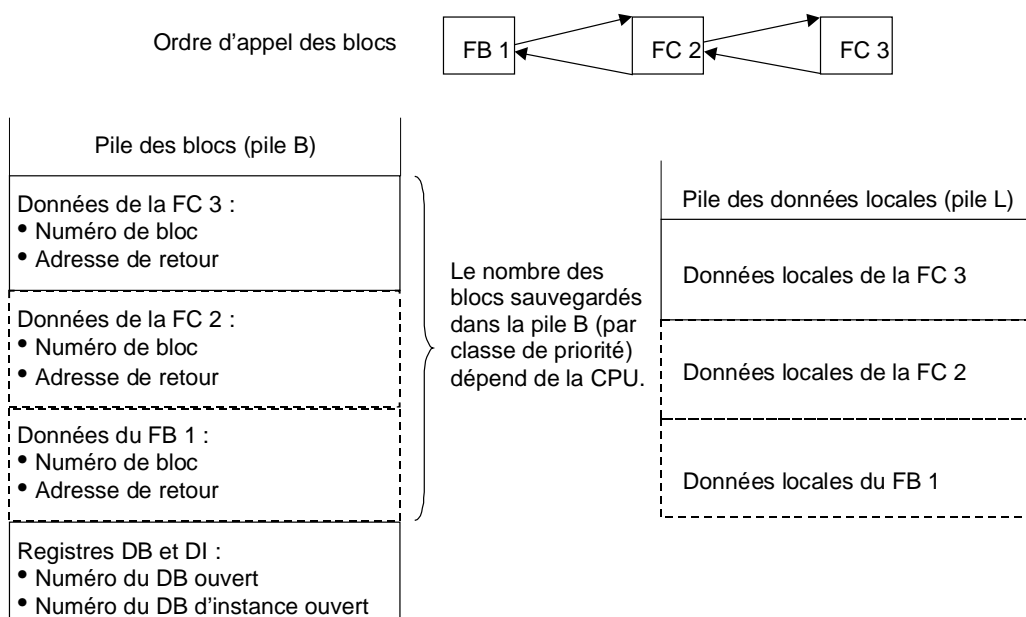 Ordre d'appel des blocs
FB 1
FC 2
FC 3
Pile des blocs (pile B)
Données de la FC 3 :
• Numéro de bloc
• Adresse de retour
Données de la FC 2 :
• Numéro de bloc
• Adresse de retour
Données du FB 1 :
• Numéro de bloc
• Adresse de retour
Registres DB et DI :
• Numéro du DB ouvert
• Numéro du DB d'instance ouvert
Le nombre des
blocs sauvegardés
dans la pile B (par
classe de priorité)
dépend de la CPU.
Pile des données locales (pile L)
Données locales de la FC 3
Données locales de la FC 2
Données locales du FB 1